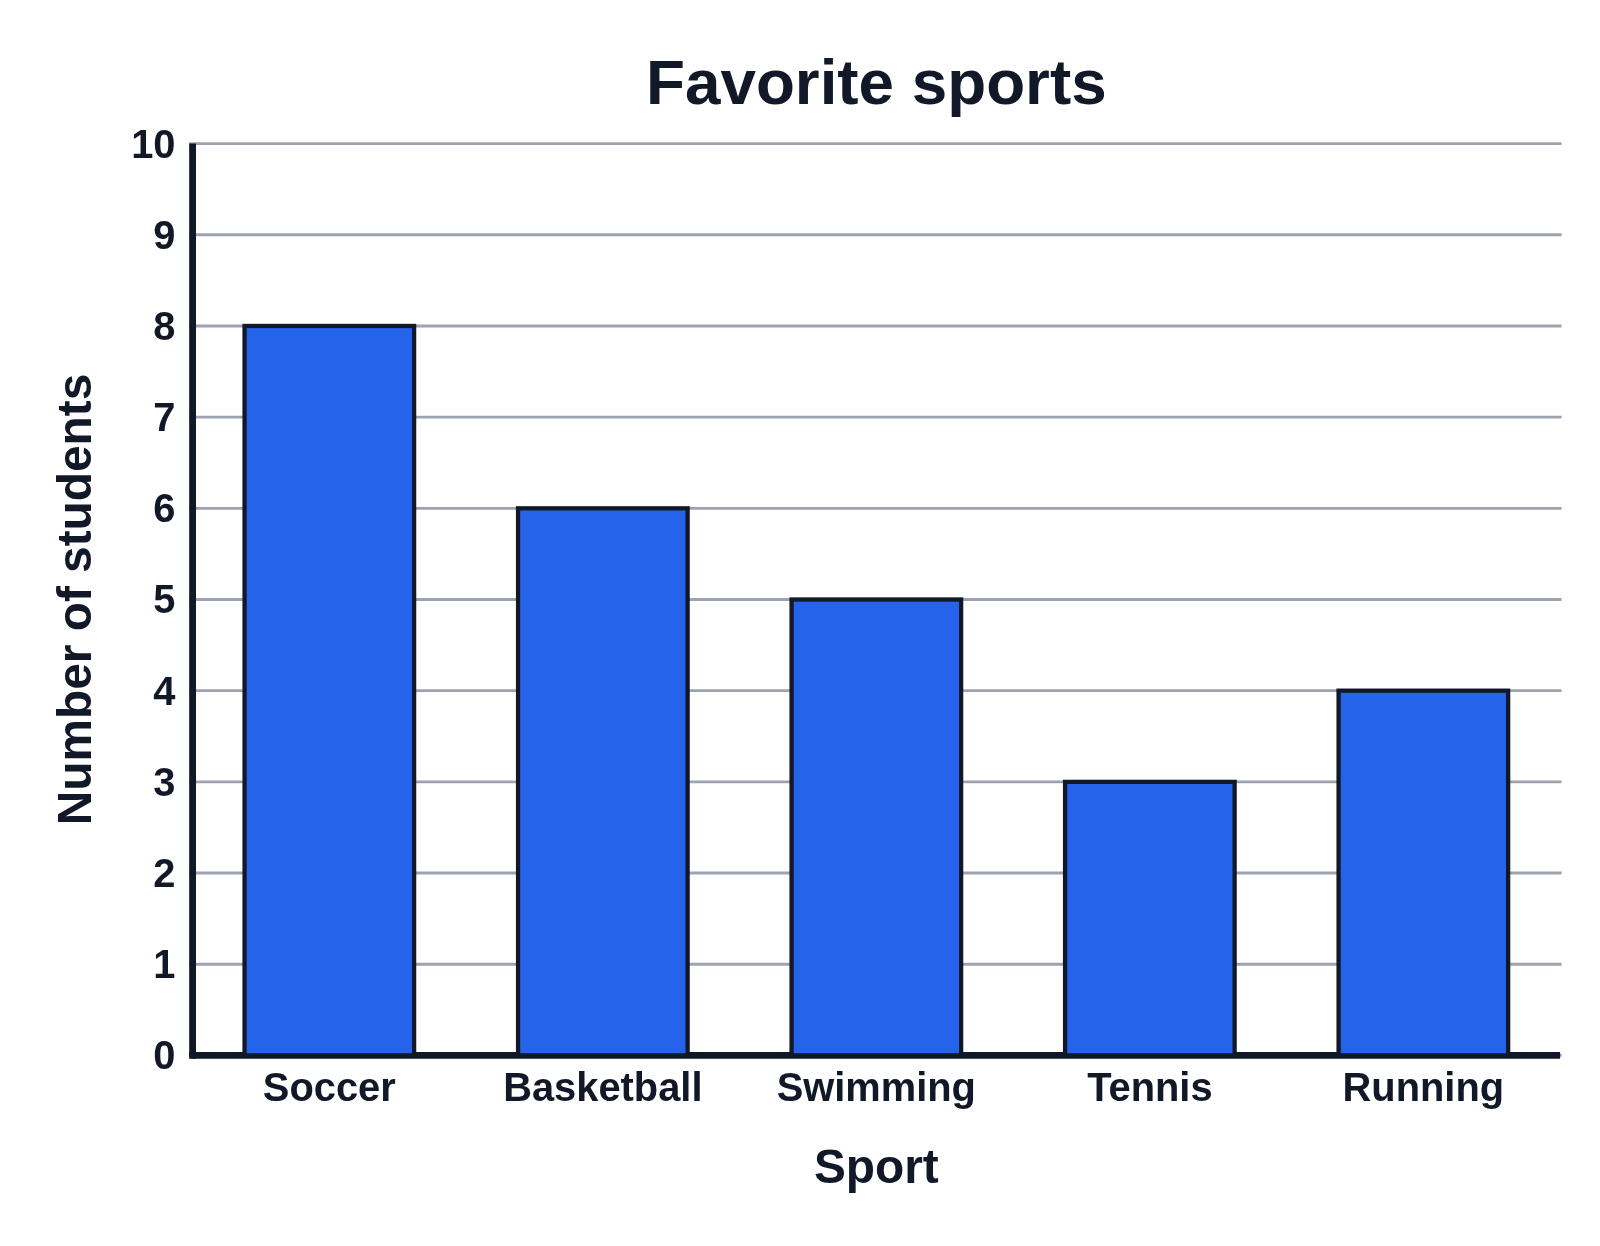 Favorite sports
10
9
8
7
6
5
4
3
2
1
0
Number of students
Soccer Basketball Swimming Tennis Running
Sport